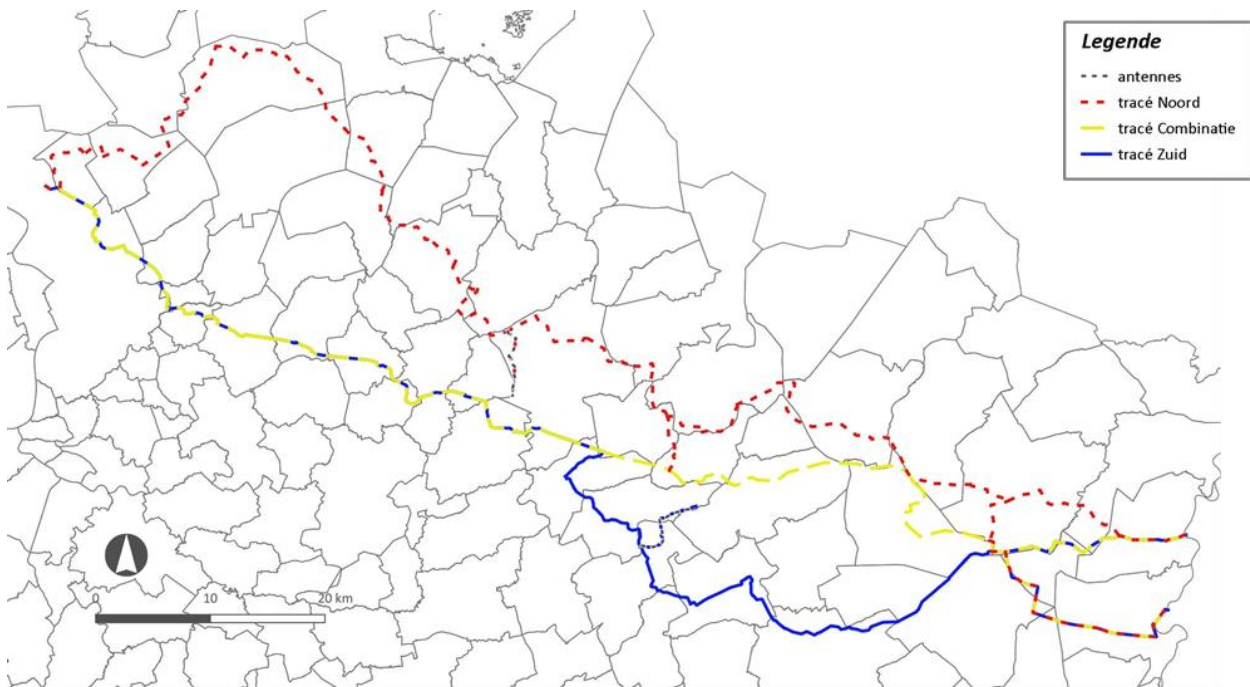 Legende
antennes
tracé Noord
tracé Combinatie
tracé Zuid
0 10 20 km